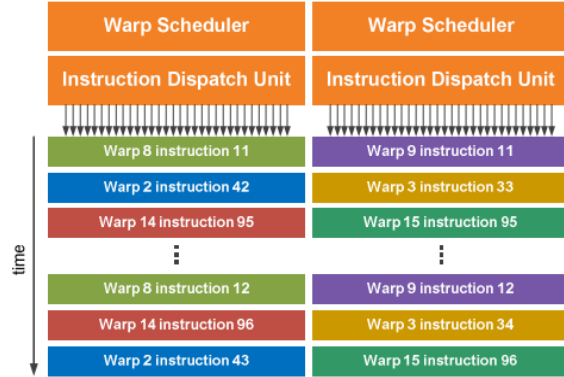 Warp Scheduler
Warp Scheduler
Instruction Dispatch Unit
Instruction Dispatch Unit
Warp 8 instruction 11
Warp 9 instruction 11
Warp 2 instruction 42
Warp 3 instruction 33
Warp 14 instruction 95
Warp 15 instruction 95
time
Warp 8 instruction 12
Warp 9 instruction 12
Warp 14 instruction 96
Warp 3 instruction 34
Warp 2 instruction 43
Warp 15 instruction 96